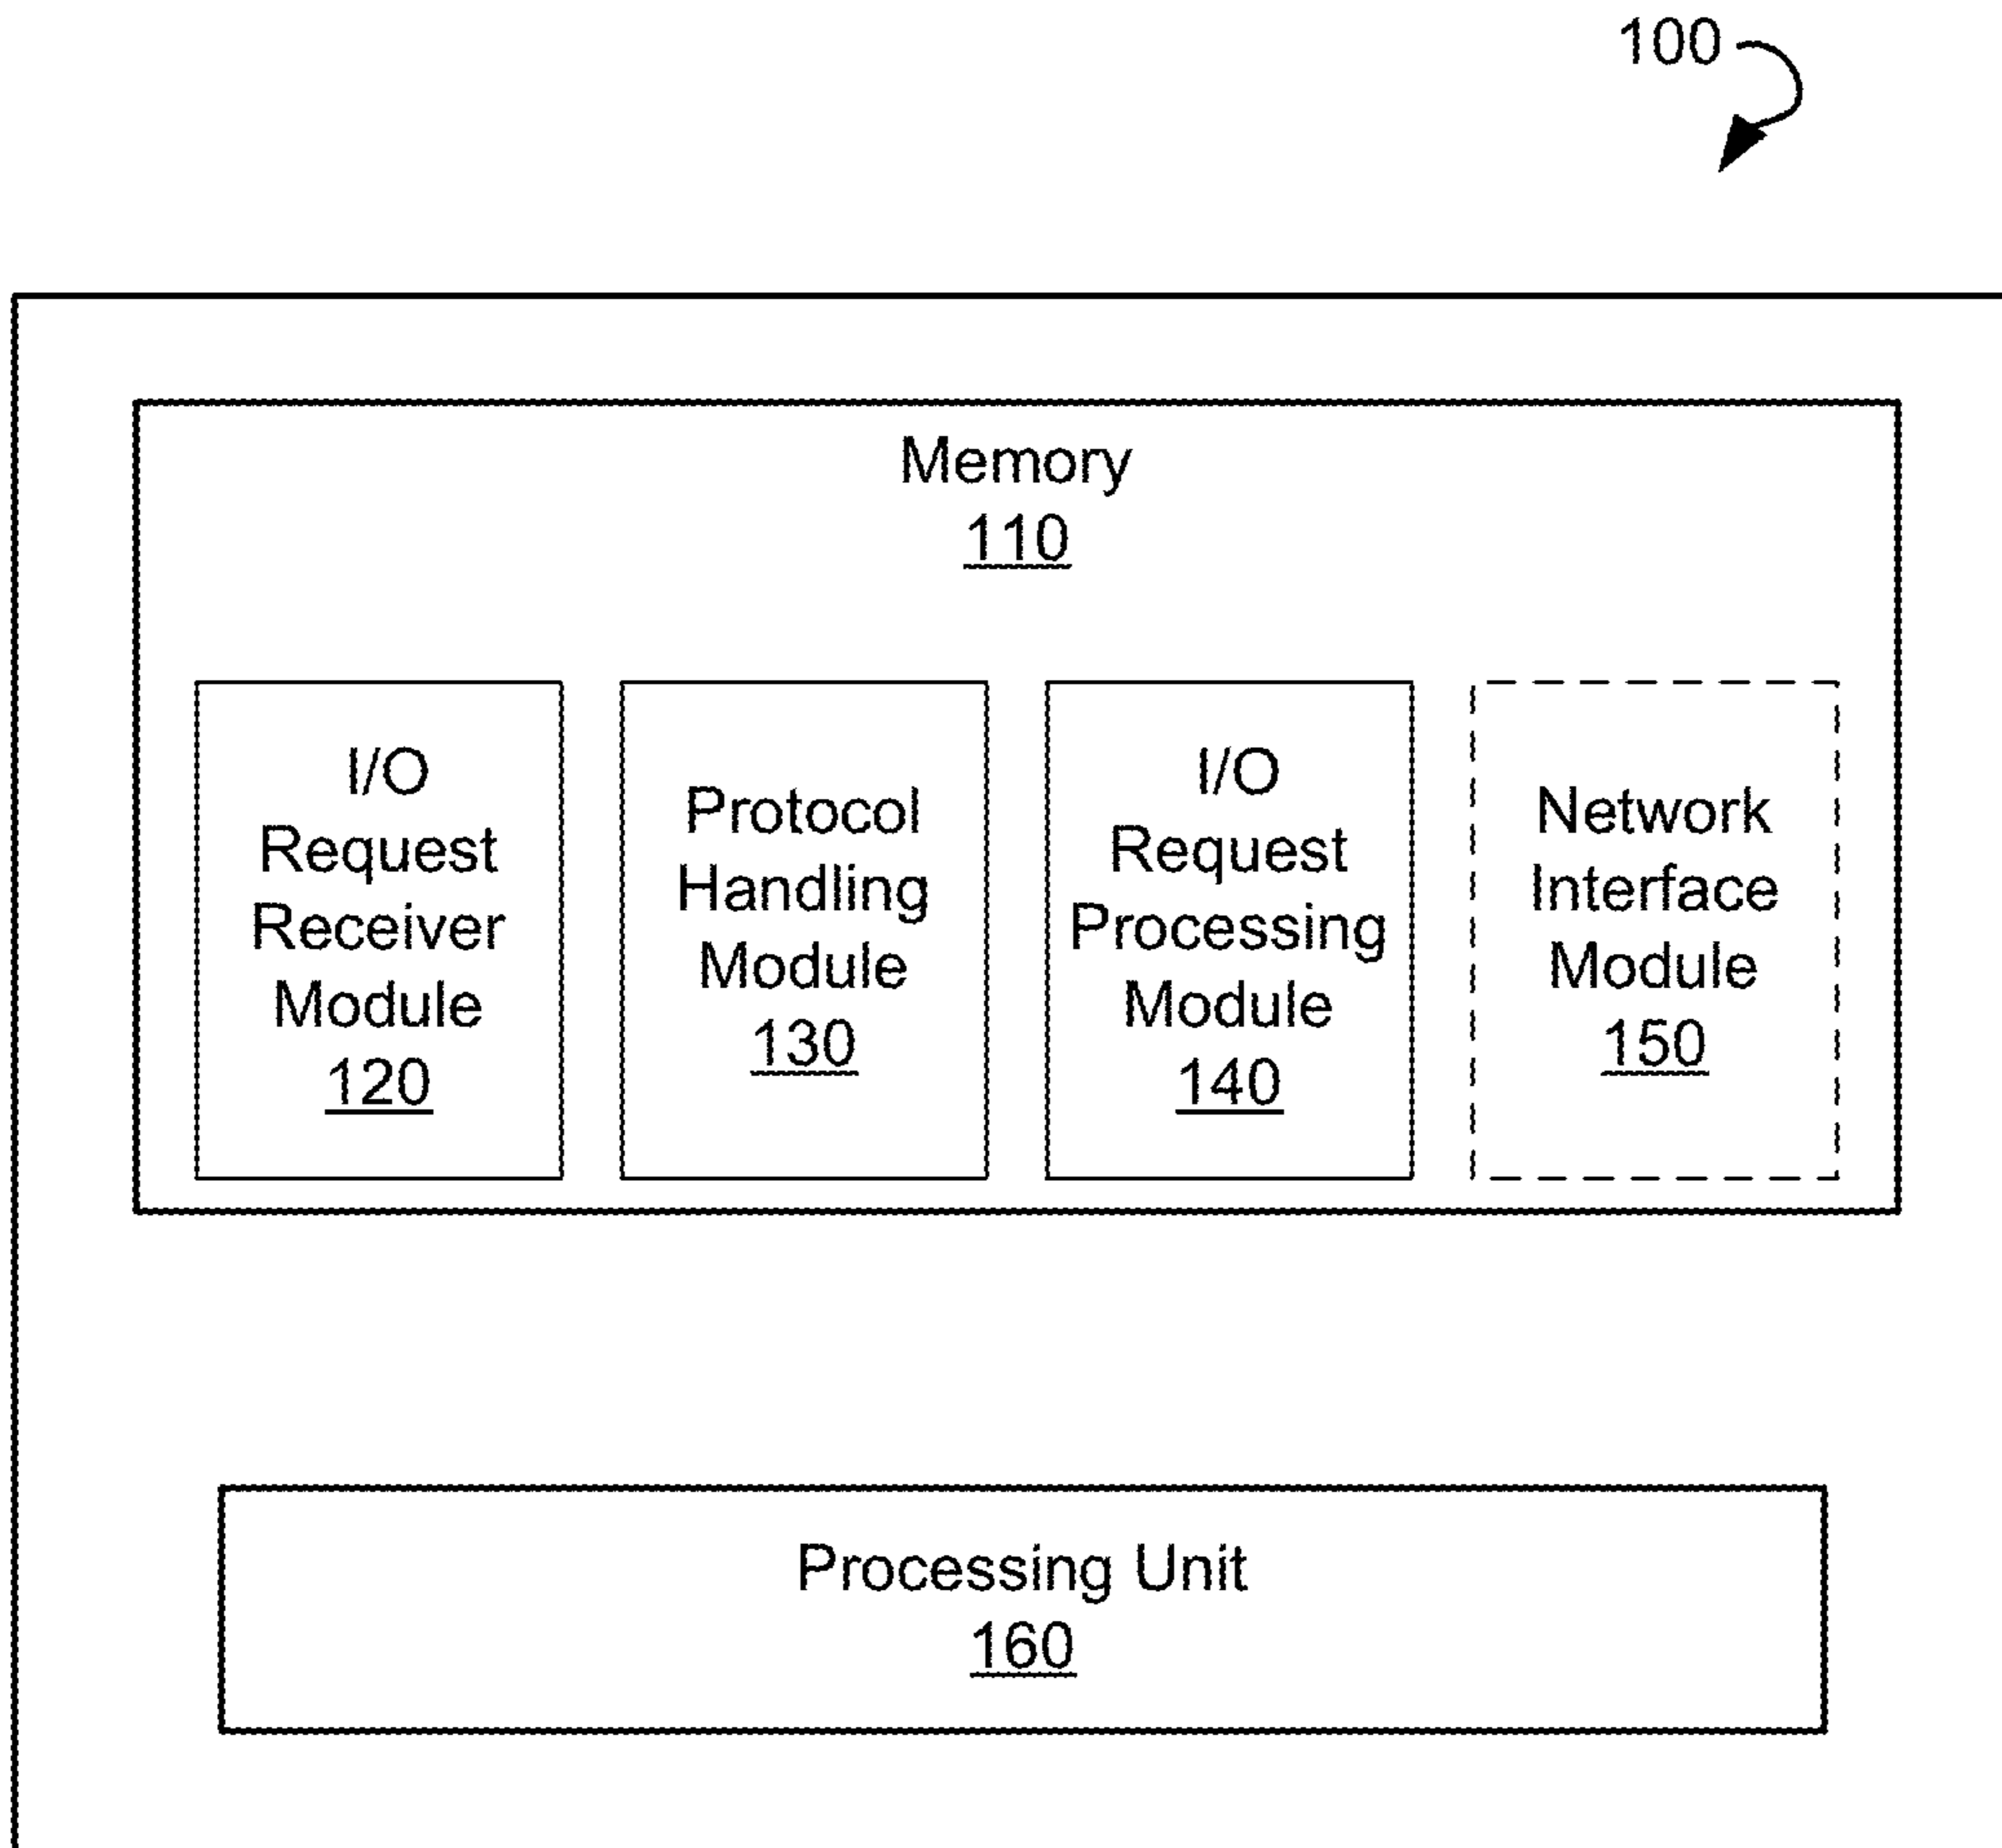 100
Memory
110
I/O
Request
Receiver
Module
120
Protocol
Handling
Module
130
I/O
Request
Processing
Module
140
Network
Interface
Module
150
Processing Unit
160